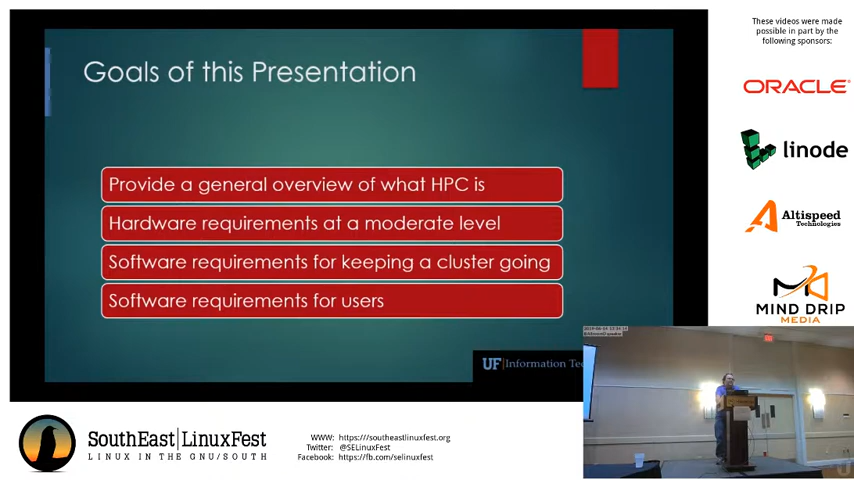 These videos were made
possible in part by the
following sponsors:
Goals of this Presentation
ORACLE
linode
Altispeed
Technologies
MIND DRIP
MEDIA
Provide a general overview of what HPC is
Hardware requirements at a moderate level
Software requirements for keeping a cluster going
Software requirements for users
UF Information Te
SouthEast LinuxFest
LINUX IN THE GNU/SOUTH
WWW: https://southeastlinuxfest.org
Twitter: @SELinuxFest
Facebook: https://fb.com/selinuxfest